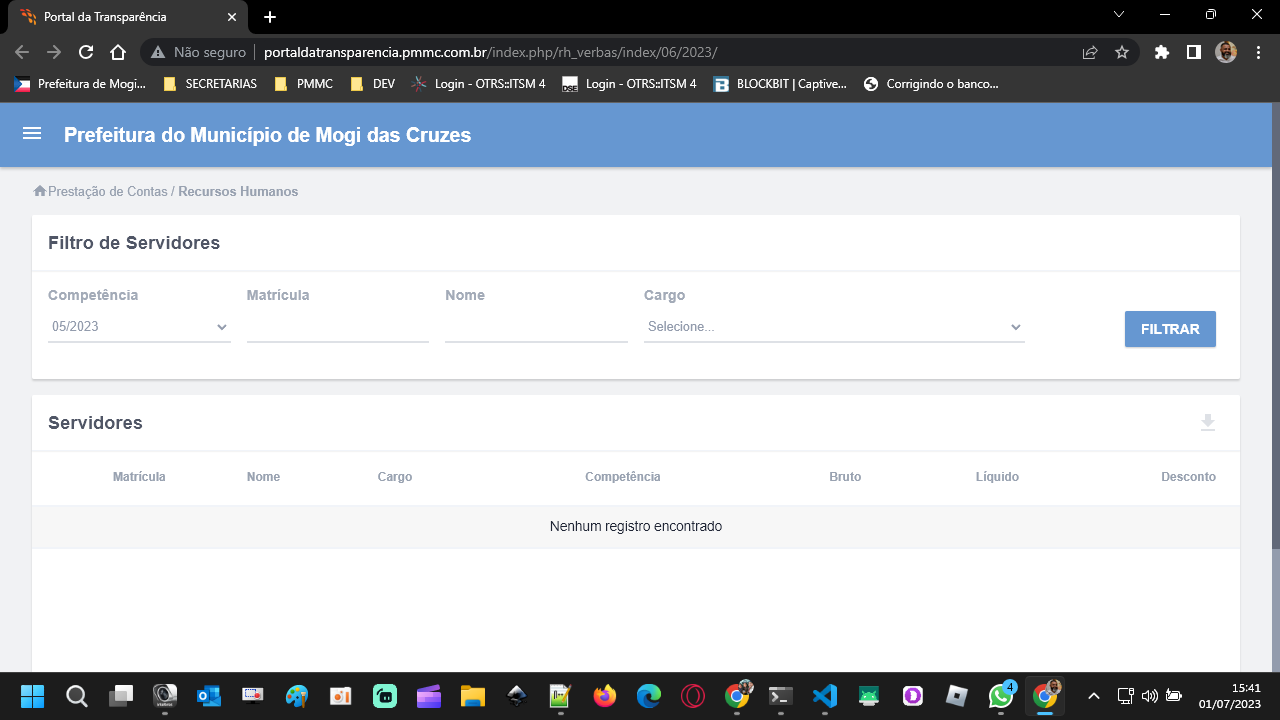 Portal da Transparência
Não seguro
portaldatransparencia.pmmc.com.br/index.php/rh_verbas/index/06/2023/
Prefeitura de Mogi... SECRETARIAS PMMC DEV Login - OTRS::ITSM 4 Login - OTRS::ITSM 4 BLOCKBIT | Captive... Corrigindo o banco...
Prefeitura do Município de Mogi das Cruzes
Prestação de Contas / Recursos Humanos
Filtro de Servidores
Competência Matrícula Nome Cargo
05/2023 Selecione... FILTRAR
Servidores
Matrícula Nome Cargo Competência Bruto Líquido Desconto
Nenhum registro encontrado
4
15:41
01/07/2023